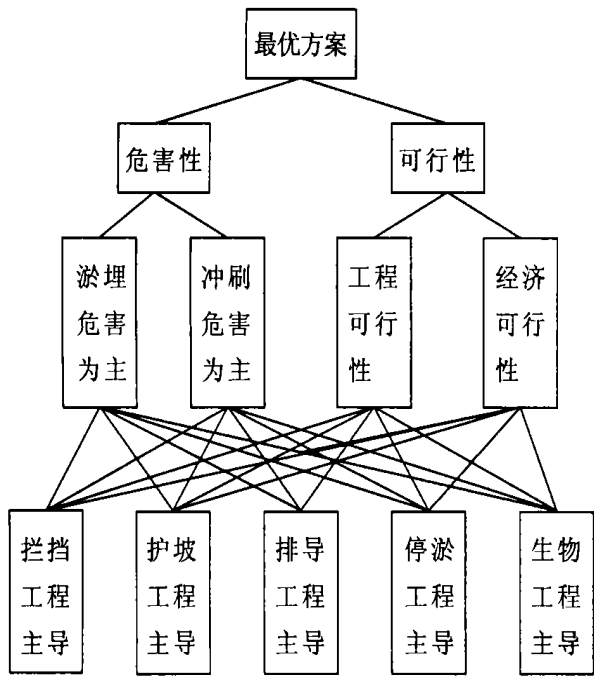 最优方案
危害性
可行性
淤埋
危害
为主
冲刷
危害
为主
工程
可行
性
经济
可行
性
拦挡
工程
主导
护坡
工程
主导
排导
工程
主导
停淤
工程
主导
生物
工程
主导